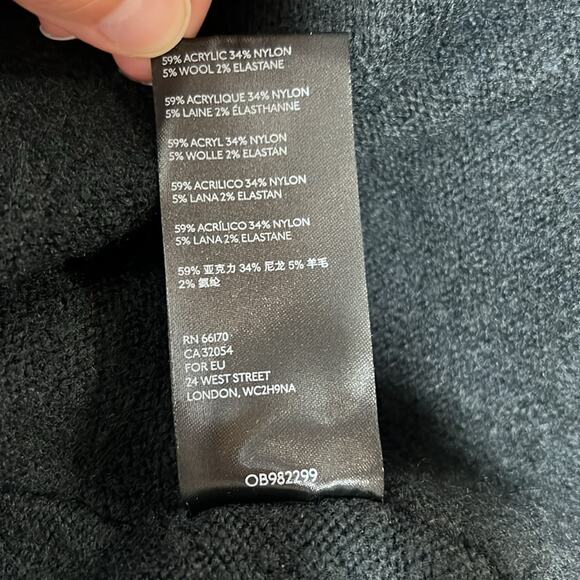 59% ACRYLIC 34% NYLON
5% WOOL 2% ELASTANE
59% ACRYLIQUE 34% NYLON
5% LAINE 2% ÉLASTHANNE
59% ACRYL 34% NYLON
5% WOLLE 2% ELASTAN
59% ACRILICO 34% NYLON
5% LANA 2% ELASTAN
59% ACRÍLICO 34% NYLON
5% LANA 2% ELASTANE
59% 亚克力 34% 尼龙 5% 羊毛
2% 氨纶
RN 66170
CA 32054
FOR EU
24 WEST STREET
LONDON, WC2H9NA
OB982299